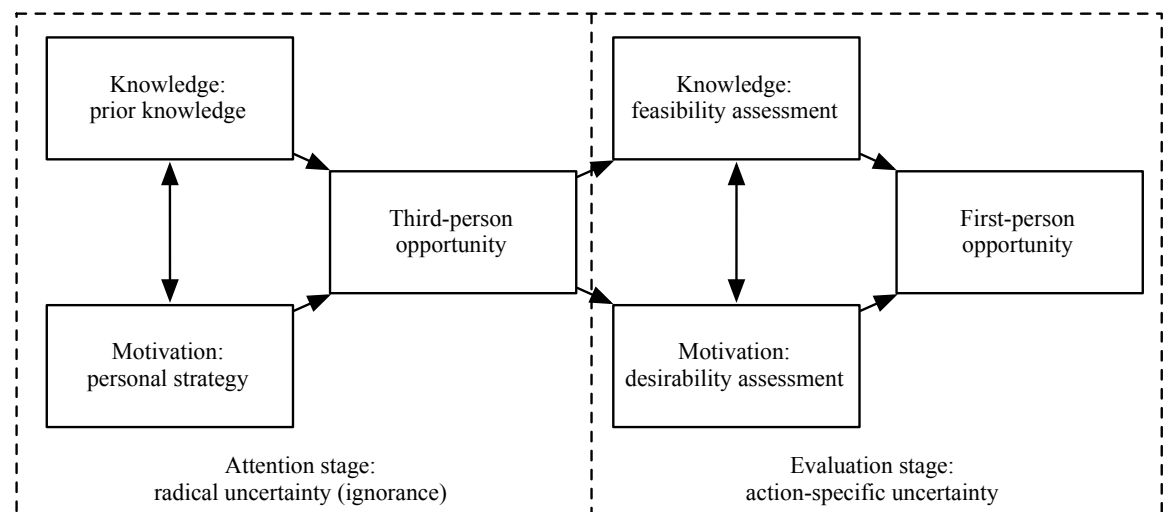 Knowledge:
prior knowledge
Motivation:
personal strategy
Third-person
opportunity
Attention stage:
radical uncertainty (ignorance)
Knowledge:
feasibility assessment
Motivation:
desirability assessment
First-person
opportunity
Evaluation stage:
action-specific uncertainty